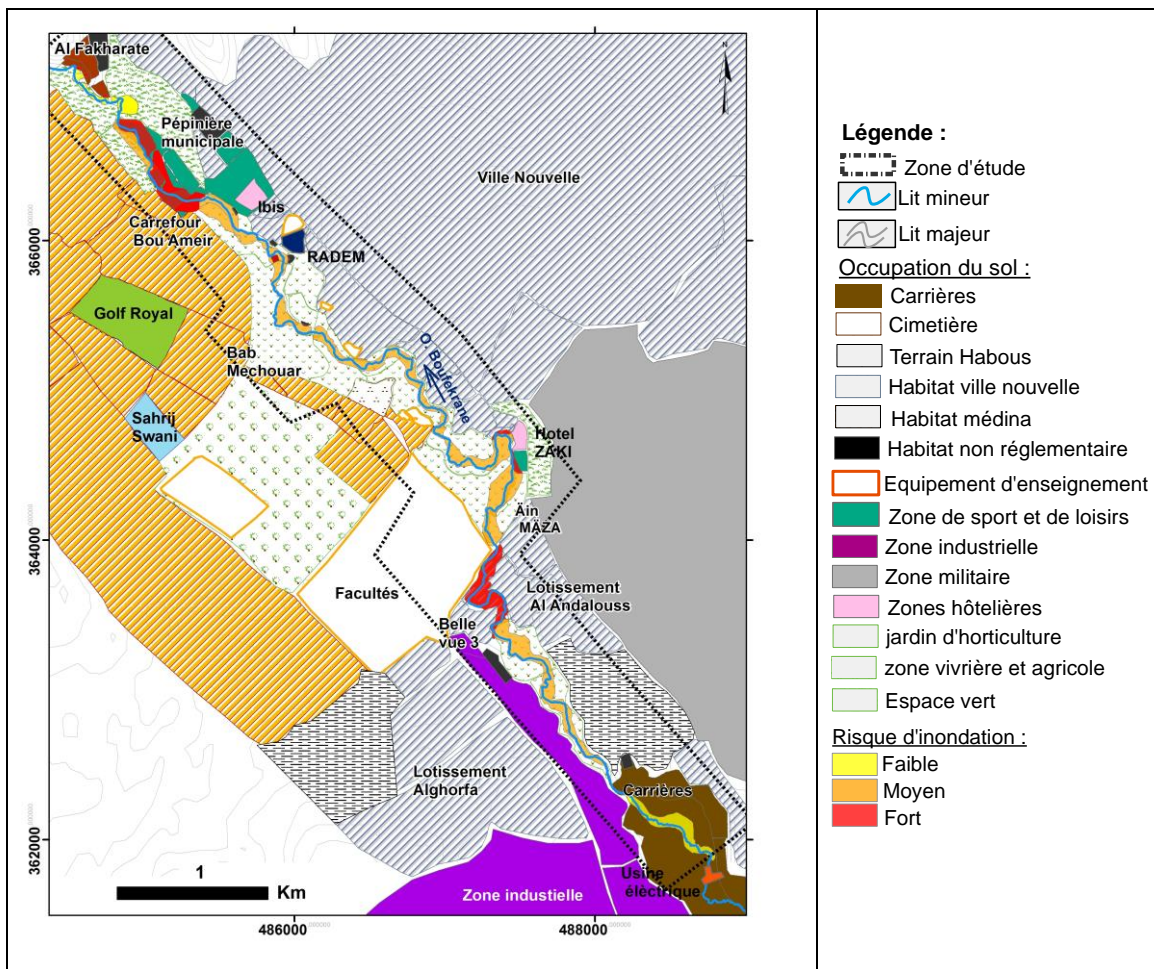 Al Fakharate
N
Pépinière
municipale
Ville Nouvelle
Ibis
Carrefour
Bou Ameir
RADEM
Golf Royal
Bab
Mechouar
O. Boufekrane
Sahrij
Swani
Hotel
ZAKI
Äin
MÄZA
Facultés
Lotissement
Al Andalouss
Belle
vue 3
Lotissement
Alghorfa
Carrières
Usine
élèctrique
Zone industielle
1
Km
366000
364000
362000
486000
488000
Légende :
Zone d'étude
Lit mineur
Lit majeur
Occupation du sol :
Carrières
Cimetière
Terrain Habous
Habitat ville nouvelle
Habitat médina
Habitat non réglementaire
Equipement d'enseignement
Zone de sport et de loisirs
Zone industrielle
Zone militaire
Zones hôtelières
jardin d'horticulture
zone vivrière et agricole
Espace vert
Risque d'inondation :
Faible
Moyen
Fort